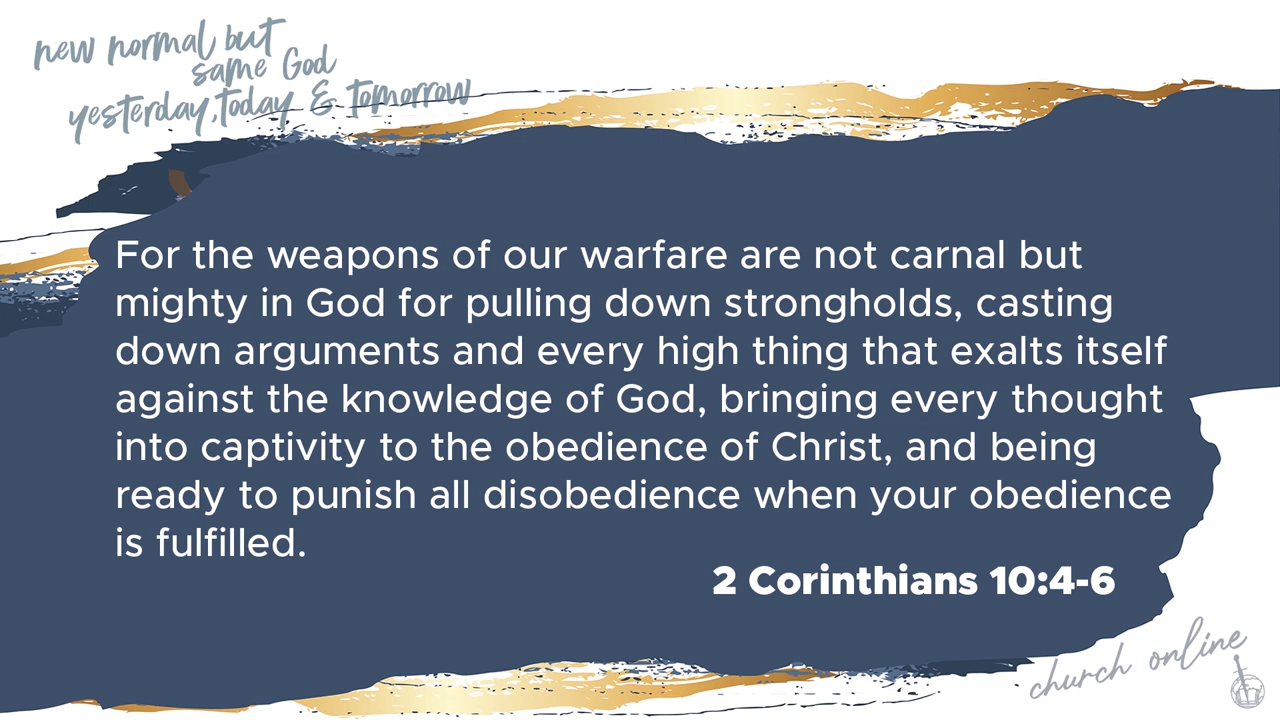 new normal but
same God
yesterday, today & tomorrow
For the weapons of our warfare are not carnal but
mighty in God for pulling down strongholds, casting
down arguments and every high thing that exalts itself
against the knowledge of God, bringing every thought
into captivity to the obedience of Christ, and being
ready to punish all disobedience when your obedience
is fulfilled.
2 Corinthians 10:4-6
church online